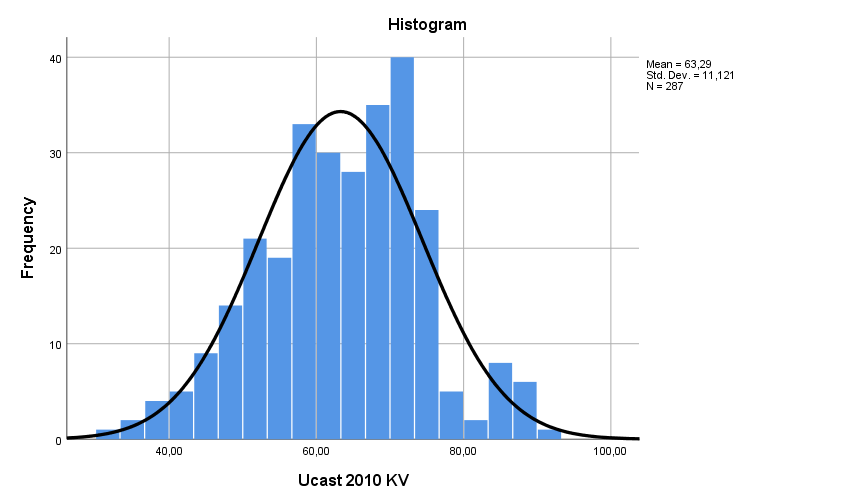 Histogram
Mean = 63,29
Std. Dev. = 11,121
N = 287
Frequency
40
30
20
10
0
40,00 60,00 80,00 100,00
Ucast 2010 KV